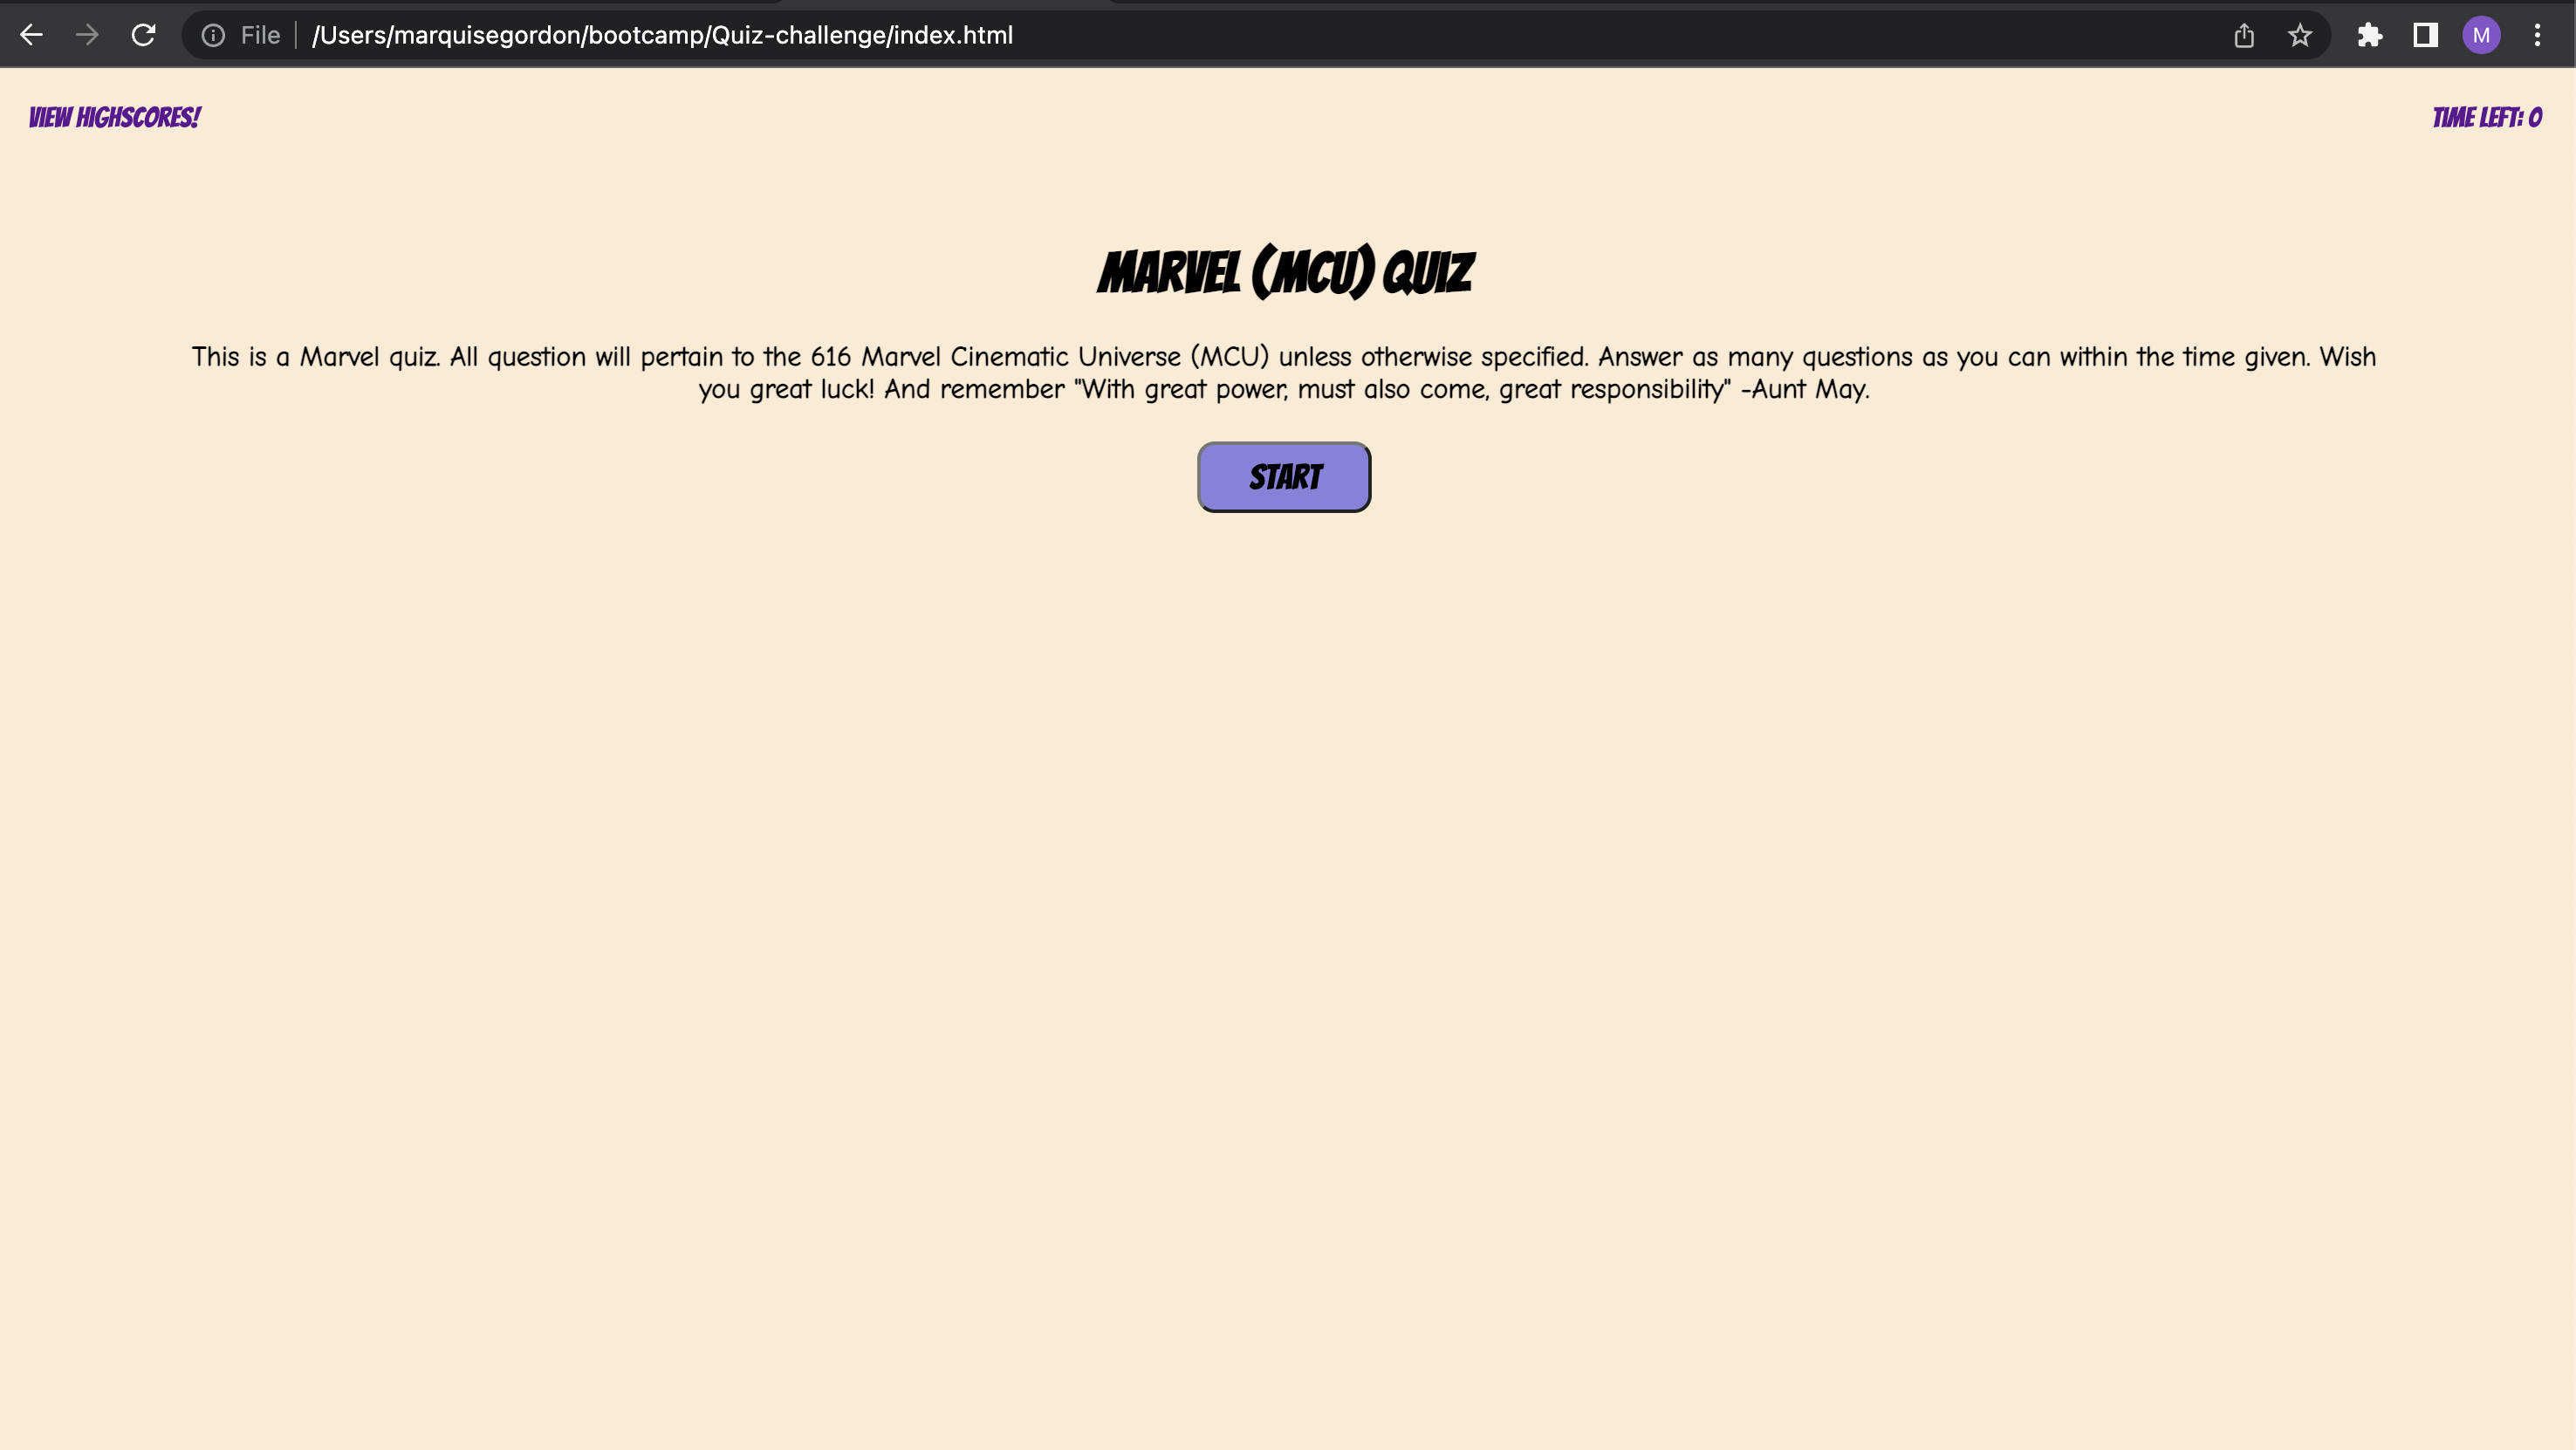 File /Users/marquisegordon/bootcamp/Quiz-challenge/index.html
M
VIEW HIGHSCORES!
TIME LEFT: 0
MARVEL (MCU) QUIZ
This is a Marvel quiz. All question will pertain to the 616 Marvel Cinematic Universe (MCU) unless otherwise specified. Answer as many questions as you can within the time given. Wish
you great luck! And remember "With great power, must also come, great responsibility" -Aunt May.
START